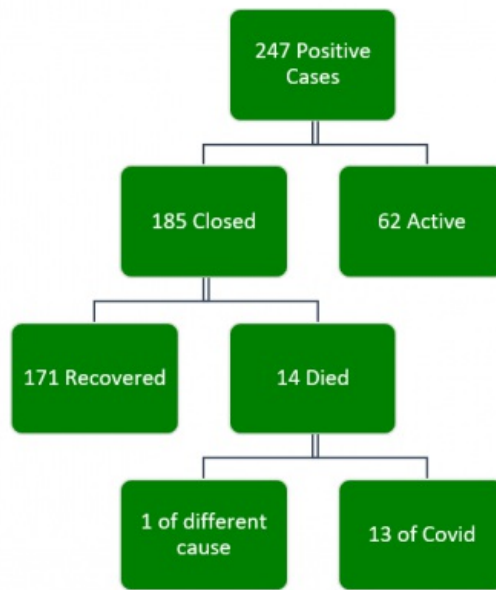 247 Positive
Cases
185 Closed
62 Active
171 Recovered
14 Died
1 of different
cause
13 of Covid